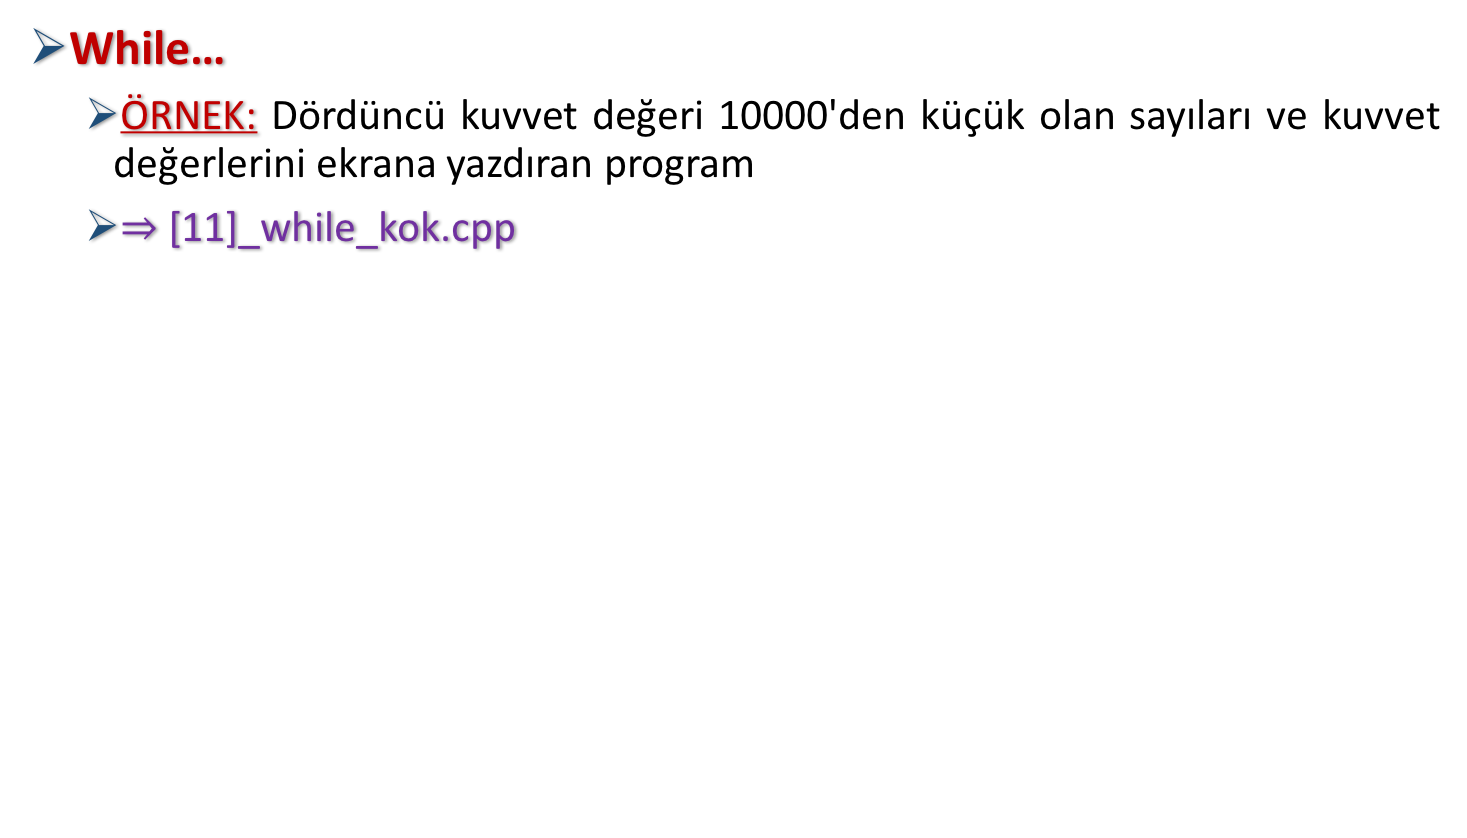 While…
ÖRNEK: Dördüncü kuvvet değeri 10000'den küçük olan sayıları ve kuvvet
değerlerini ekrana yazdıran program
⇒ [11]_while_kok.cpp